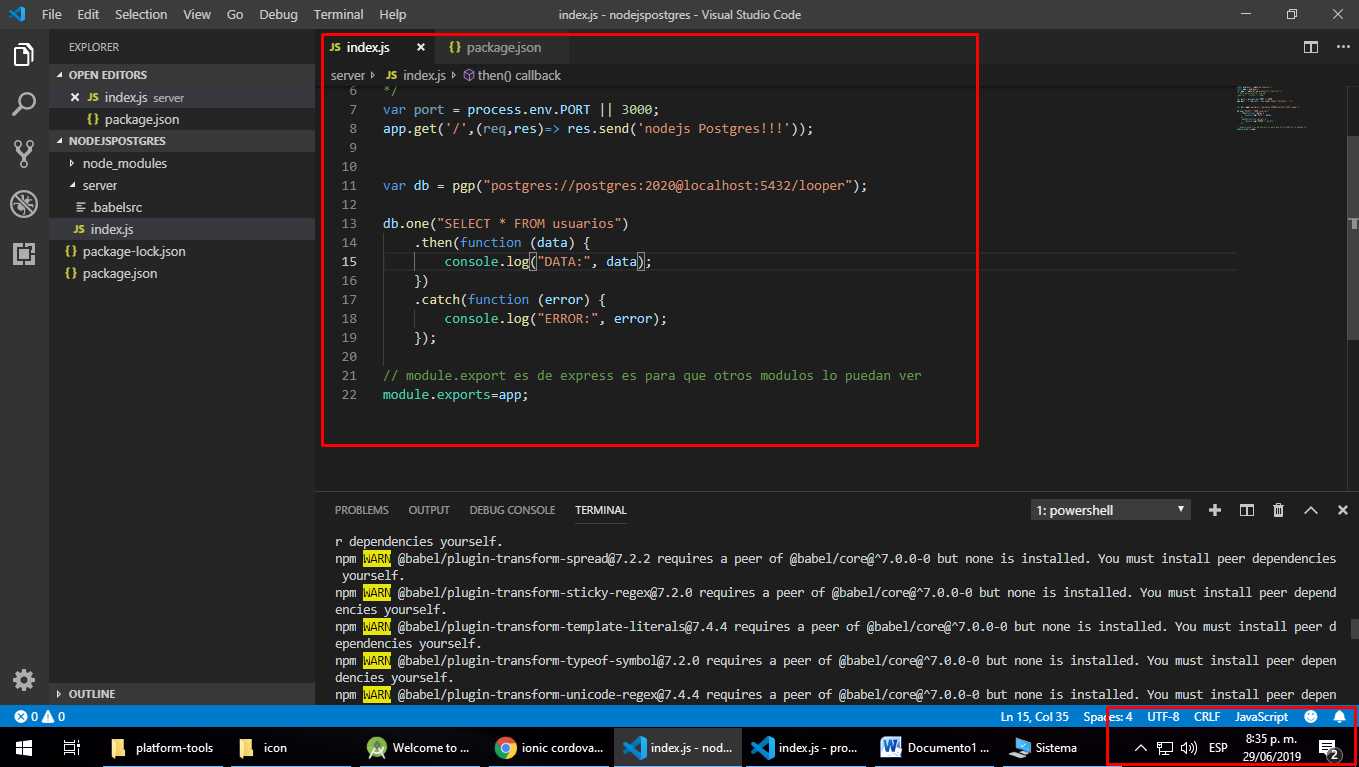 File Edit Selection View Go Debug Terminal Help
index.js - nodejspostgres - Visual Studio Code
EXPLORER
OPEN EDITORS
JS index.js server
{} package.json
NODEJSPOSTGRES
node_modules
server
.babelsrc
JS index.js
{} package-lock.json
{} package.json
OUTLINE
JS index.js
{} package.json
server JS index.js then() callback
6 */
7 var port = process.env.PORT || 3000;
8 app.get('/',(req,res)=> res.send('nodejs Postgres!!!'));
9
10
11 var db = pgp("postgres://postgres:2020@localhost:5432/looper");
12
13 db.one("SELECT * FROM usuarios")
14 .then(function (data) {
15 console.log("DATA:", data);
16 })
17 .catch(function (error) {
18 console.log("ERROR:", error);
19 });
20
21 // module.export es de express es para que otros modulos lo puedan ver
22 module.exports=app;
PROBLEMS OUTPUT DEBUG CONSOLE TERMINAL
1: powershell
r dependencies yourself.
npm WARN @babel/plugin-transform-spread@7.2.2 requires a peer of @babel/core@^7.0.0-0 but none is installed. You must install peer dependencies
yourself.
npm WARN @babel/plugin-transform-sticky-regex@7.2.0 requires a peer of @babel/core@^7.0.0-0 but none is installed. You must install peer depend
encies yourself.
npm WARN @babel/plugin-transform-template-literals@7.4.4 requires a peer of @babel/core@^7.0.0-0 but none is installed. You must install peer d
ependencies yourself.
npm WARN @babel/plugin-transform-typeof-symbol@7.2.0 requires a peer of @babel/core@^7.0.0-0 but none is installed. You must install peer depen
dencies yourself.
npm WARN @babel/plugin-transform-unicode-regex@7.4.4 requires a peer of @babel/core@^7.0.0-0 but none is installed. You must install peer depen
0 0
Ln 15, Col 35 Spaces: 4 UTF-8 CRLF JavaScript
platform-tools
icon
Welcome to ...
ionic cordova...
index.js - nod...
index.js - pro...
Documento1 ...
Sistema
ESP
8:35 p. m.
29/06/2019
2